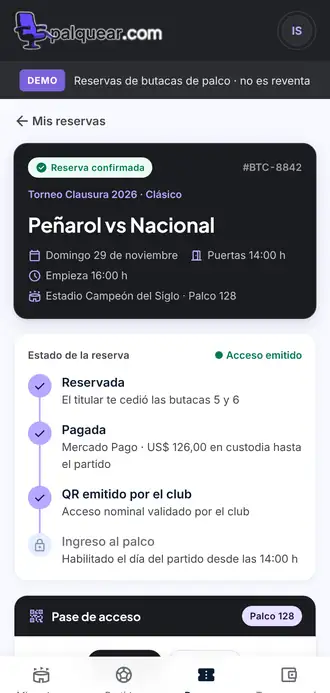 palquear.com
IS
DEMO Reservas de butacas de palco · no es reventa
← Mis reservas
Reserva confirmada #BTC-8842
Torneo Clausura 2026 · Clásico
Peñarol vs Nacional
Domingo 29 de noviembre Puertas 14:00 h
Empieza 16:00 h
Estadio Campeón del Siglo · Palco 128
Estado de la reserva Acceso emitido
Reservada
El titular te cedió las butacas 5 y 6
Pagada
Mercado Pago · US$ 126,00 en custodia hasta
el partido
QR emitido por el club
Acceso nominal validado por el club
Ingreso al palco
Habilitado el día del partido desde las 14:00 h
Pase de acceso Palco 128